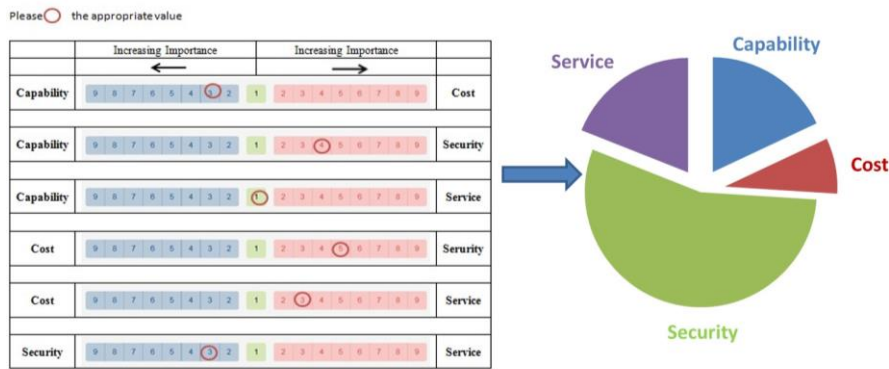 Please the appropriate value
Increasing Importance Increasing Importance
Capability 9 8 7 6 5 4 3 2 1 2 3 4 5 6 7 8 9 Cost
Capability 9 8 7 6 5 4 3 2 1 2 3 4 5 6 7 8 9 Security
Capability 9 8 7 6 5 4 3 2 1 2 3 4 5 6 7 8 9 Service
Cost 9 8 7 6 5 4 3 2 1 2 3 4 5 6 7 8 9 Serurity
Cost 9 8 7 6 5 4 3 2 1 2 3 4 5 6 7 8 9 Service
Security 9 8 7 6 5 4 3 2 1 2 3 4 5 6 7 8 9 Service
Capability
Service
Cost
Security